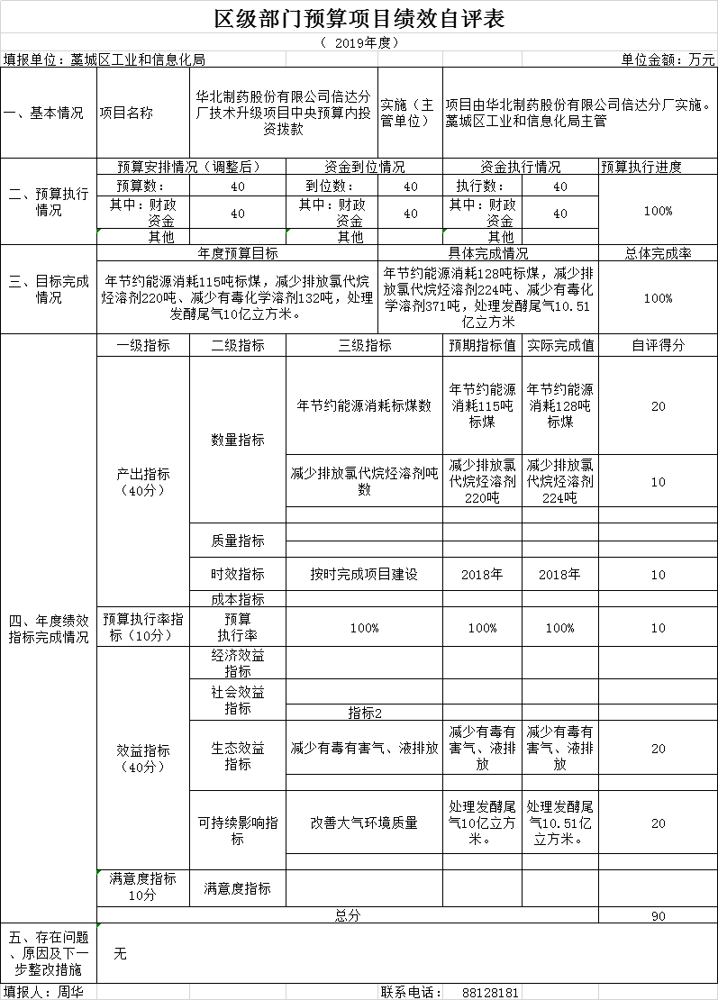 区级部门预算项目绩效自评表
（ 2019年度）
填报单位：藁城区工业和信息化局 单位金额：万元
一、基本情况 项目名称
华北制药股份有限公司倍达分
厂技术升级项目中央预算内投
资拨款
实施（主
管单位）
项目由华北制药股份有限公司倍达分厂实施。
藁城区工业和信息化局主管
二、预算执行
情况
预算安排情况（调整后） 资金到位情况 资金执行情况 预算执行进度
预算数： 40 到位数： 40 执行数： 40
100%
其中：财政
资金
40
其中：财政
资金
40
其中：财政
资金
40
其他 其他 其他
三、目标完成
情况
年度预算目标 具体完成情况 总体完成率
年节约能源消耗115吨标煤，减少排放氯代烷
烃溶剂220吨、减少有毒化学溶剂132吨，处理
发酵尾气10亿立方米。
年节约能源消耗128吨标煤，减少排
放氯代烷烃溶剂224吨、减少有毒化
学溶剂371吨，处理发酵尾气10.51
亿立方米
100%
四、年度绩效
指标完成情况
一级指标 二级指标 三级指标 预期指标值 实际完成值 自评得分
产出指标
（40分）
数量指标
年节约能源消耗标煤数
年节约能源
消耗115吨
标煤
年节约能源
消耗128吨
标煤
20
减少排放氯代烷烃溶剂吨
数
减少排放氯
代烷烃溶剂
220吨
减少排放氯
代烷烃溶剂
224吨
10
质量指标
时效指标 按时完成项目建设 2018年 2018年 10
成本指标
预算执行率指
标（10分）
预算
执行率
100% 100% 100% 10
效益指标
（40分）
经济效益
指标
社会效益
指标
指标2
生态效益
指标
减少有毒有害气、液排放
减少有毒有
害气、液排
放
减少有毒有
害气、液排
放
20
可持续影响指
标
改善大气环境质量
处理发酵尾
气10亿立方
米。
处理发酵尾
气10.51亿
立方米。
20
满意度指标
10分
满意度指标
总分 90
五、存在问题
、原因及下一
步整改措施
无
填报人：周华 联系电话： 88128181